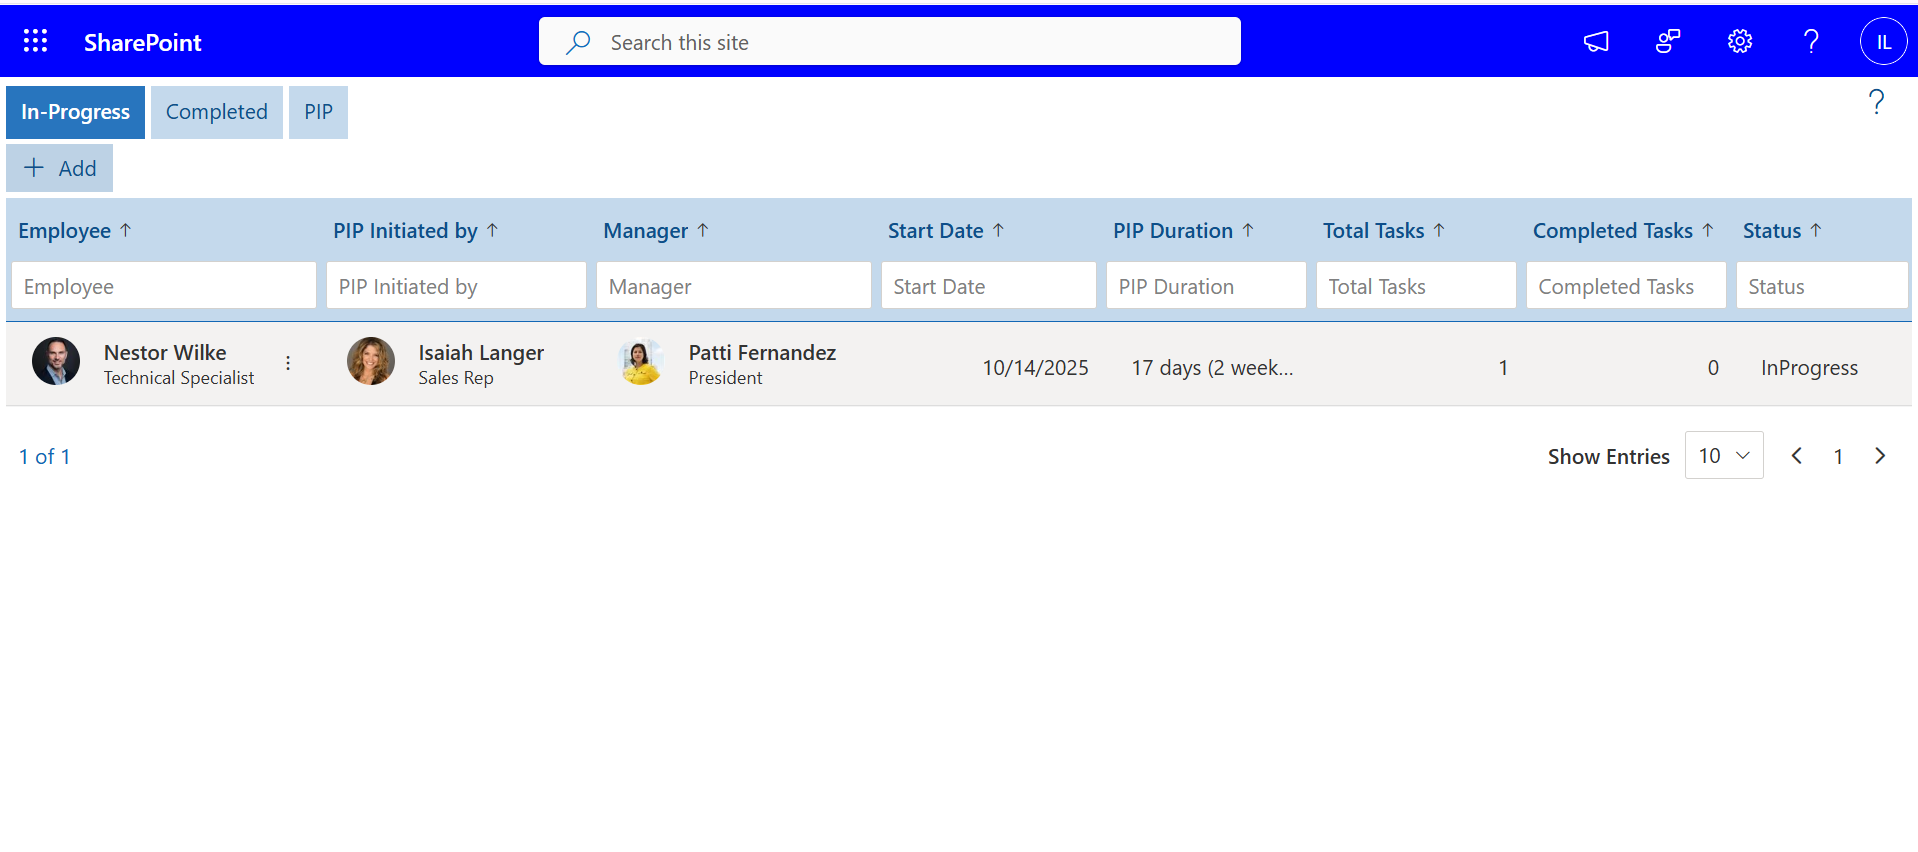 SharePoint
Search this site
IL
In-Progress
Completed
PIP
Add
Employee
PIP Initiated by
Manager
Start Date
PIP Duration
Total Tasks
Completed Tasks
Status
Employee
PIP Initiated by
Manager
Start Date
PIP Duration
Total Tasks
Completed Tasks
Status
Nestor Wilke
Technical Specialist
Isaiah Langer
Sales Rep
Patti Fernandez
President
10/14/2025
17 days (2 week...
1
0
InProgress
1 of 1
Show Entries
10
1